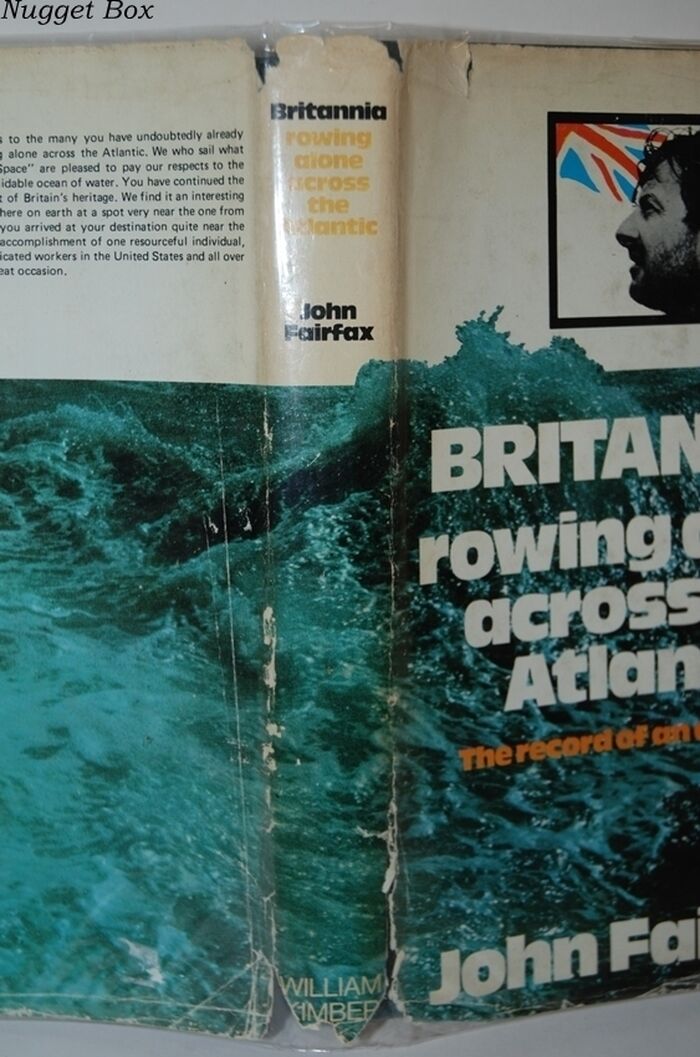 Nugget Box
s to the many you have undoubtedly already
g alone across the Atlantic. We who sail what
Space" are pleased to pay our respects to the
idable ocean of water. You have continued the
t of Britain's heritage. We find it an interesting
here on earth at a spot very near the one from
you arrived at your destination quite near the
accomplishment of one resourceful individual,
icated workers in the United States and all over
eat occasion.
Britannia
rowing
alone
across
the
Atlantic
John
Fairfax
WILLIAM
KIMBER
BRITAN
rowing a
across
Atlan
The record of an
John Fai